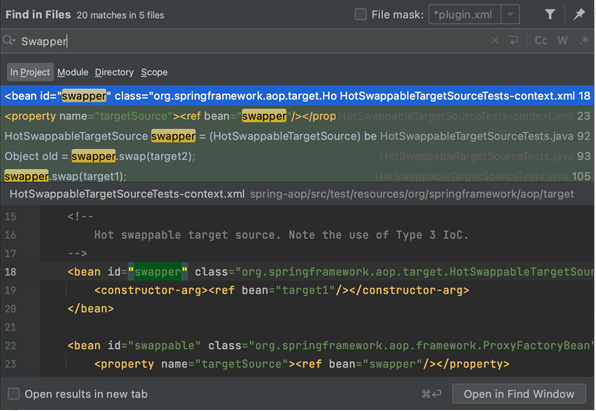 Find in Files 20 matches in 5 files File mask: *plugin.xml
Swapper Cc W .*
In Project Module Directory Scope
<bean id="swapper" class="org.springframework.aop.target.Ho HotSwappableTargetSourceTests-context.xml 18
<property name="targetSource"><ref bean="swapper"/></prop HotSwappableTargetSourceTests-context.xml 23
HotSwappableTargetSource swapper = (HotSwappableTargetSource) be HotSwappableTargetSourceTests.java 92
Object old = swapper.swap(target2); HotSwappableTargetSourceTests.java 93
swapper.swap(target1); HotSwappableTargetSourceTests.java 105
HotSwappableTargetSourceTests-context.xml spring-aop/src/test/resources/org/springframework/aop/target
15 <!--
16 Hot swappable target source. Note the use of Type 3 IoC.
17 -->
18 <bean id="swapper" class="org.springframework.aop.target.HotSwappableTargetSour
19 <constructor-arg><ref bean="target1"/></constructor-arg>
20 </bean>
21
22 <bean id="swappable" class="org.springframework.aop.framework.ProxyFactoryBean"
23 <property name="targetSource"><ref bean="swapper"/></property>
Open results in new tab ⌘⏎ Open in Find Window